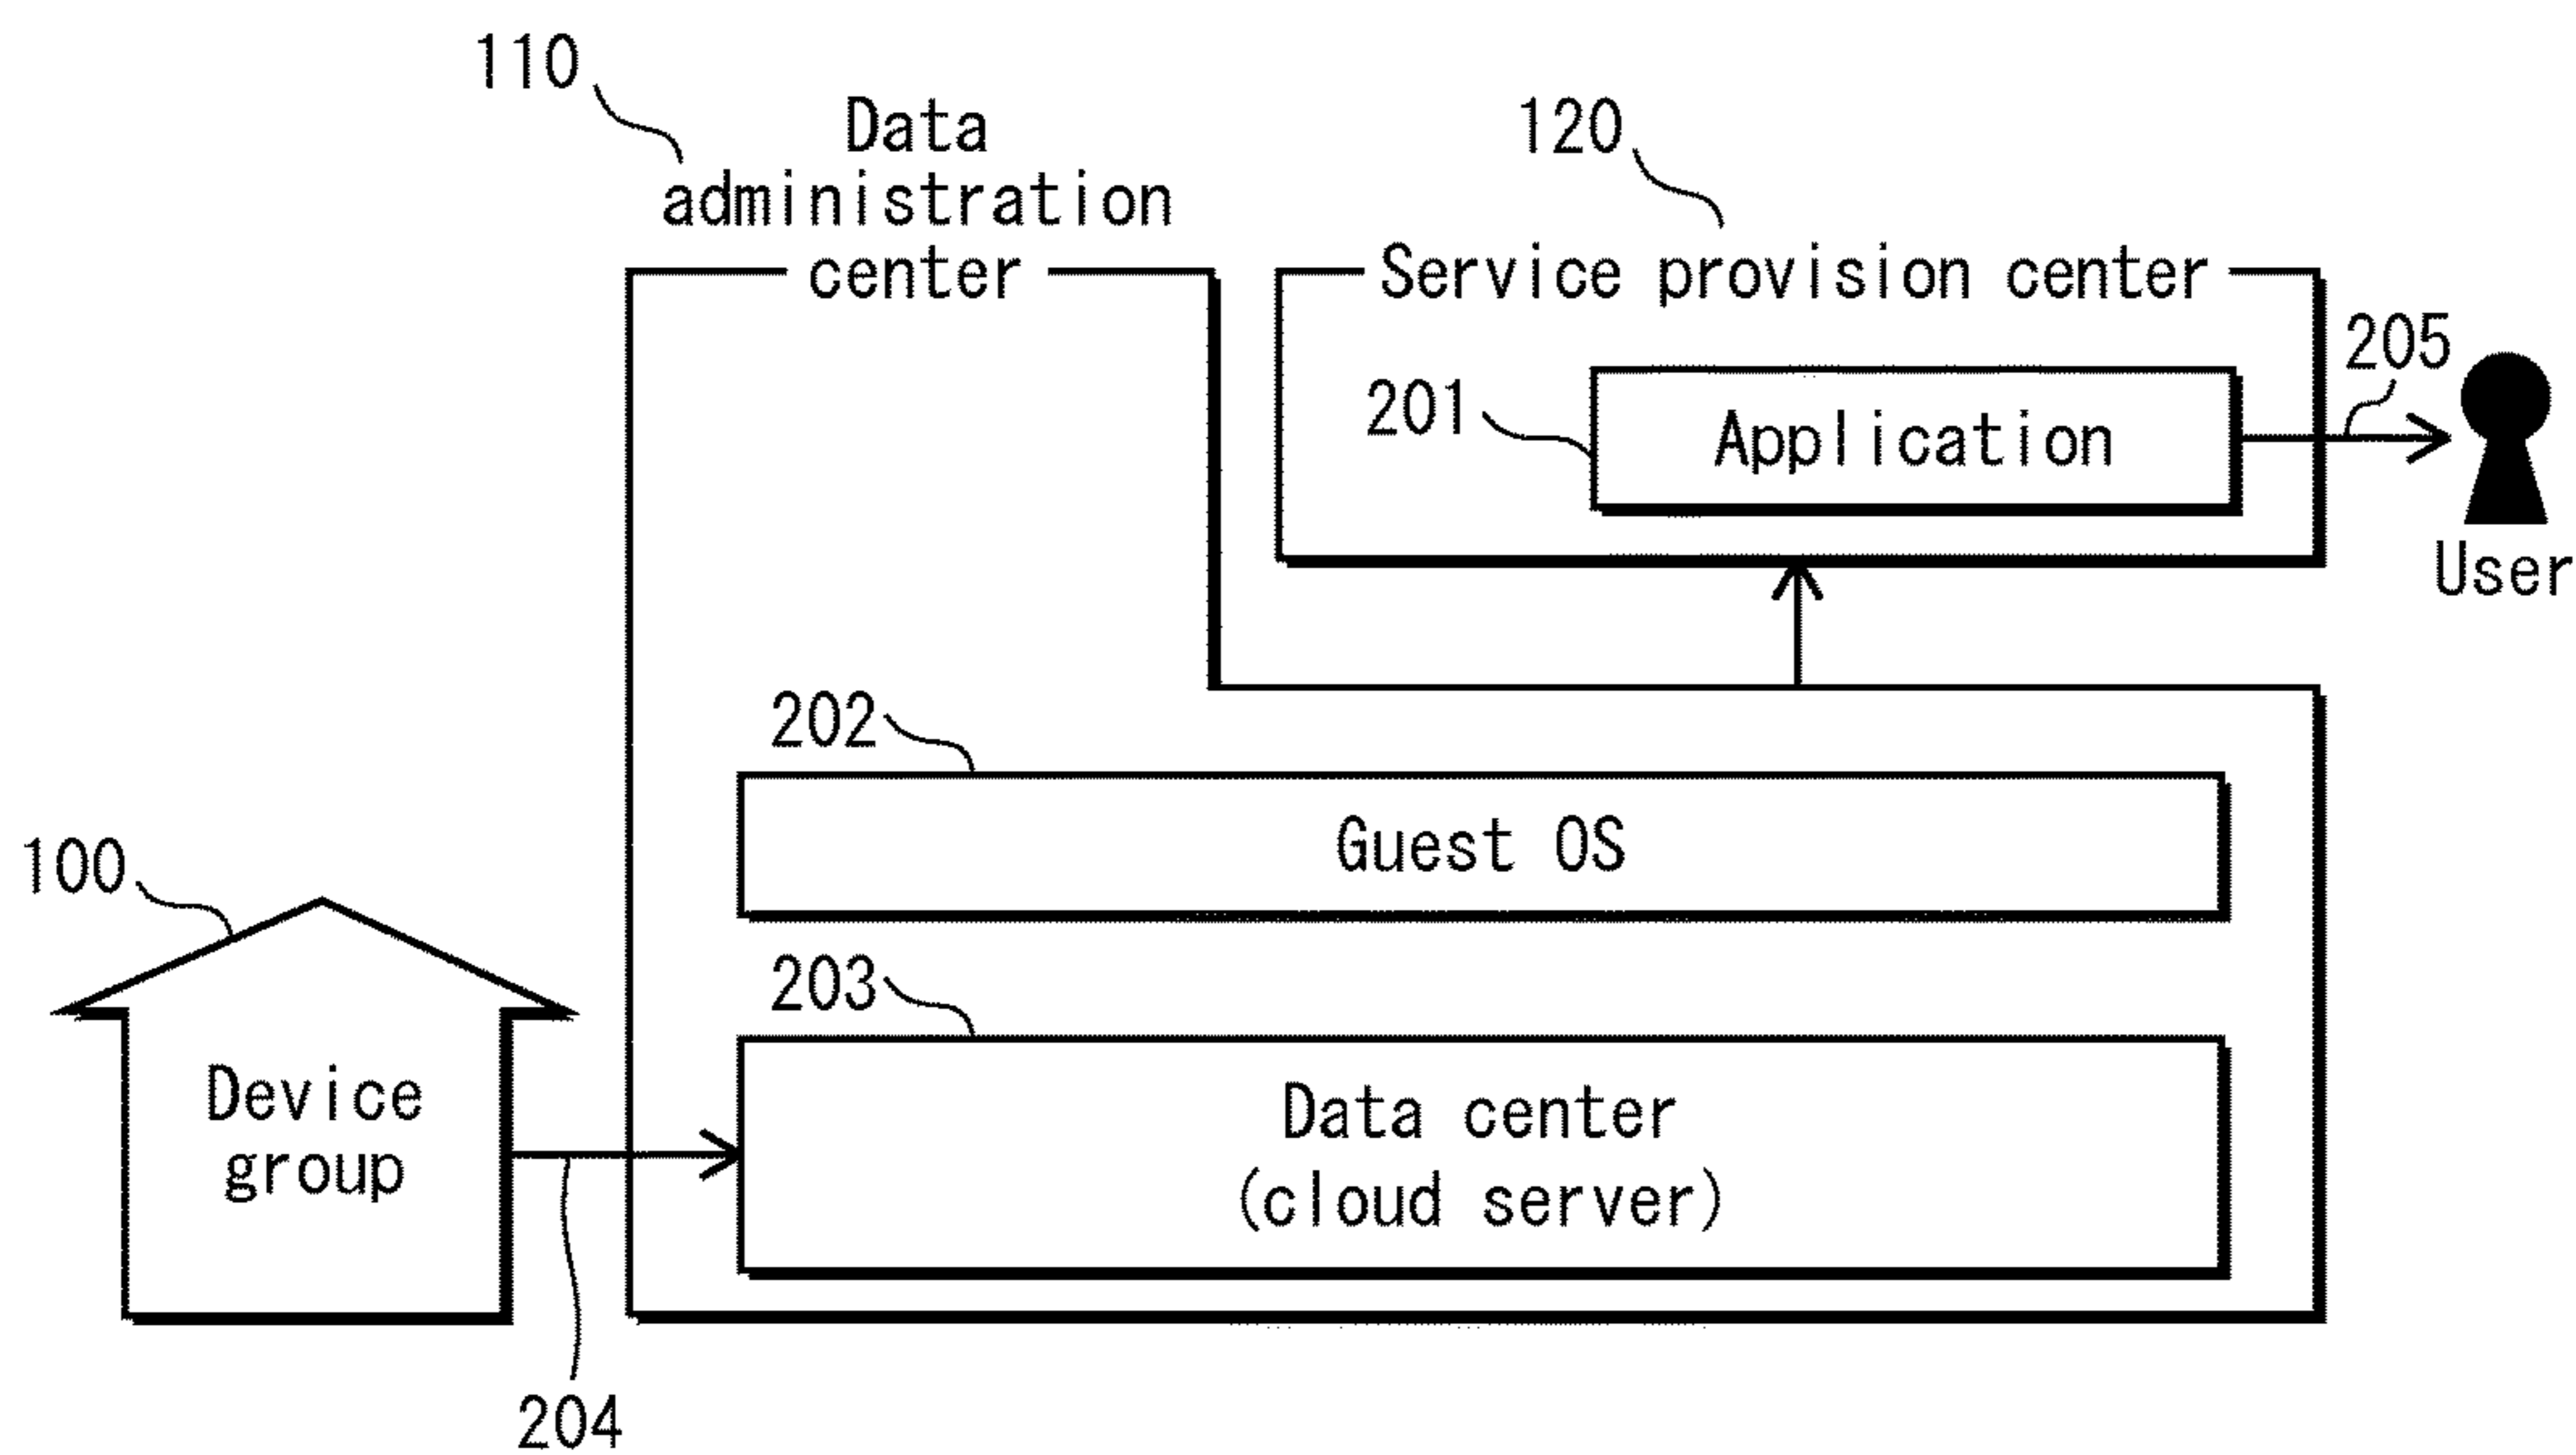 110
Data
administration
center
120
Service provision center
205
201
Application
User
202
Guest OS
100
203
Device
group
Data center
(cloud server)
204